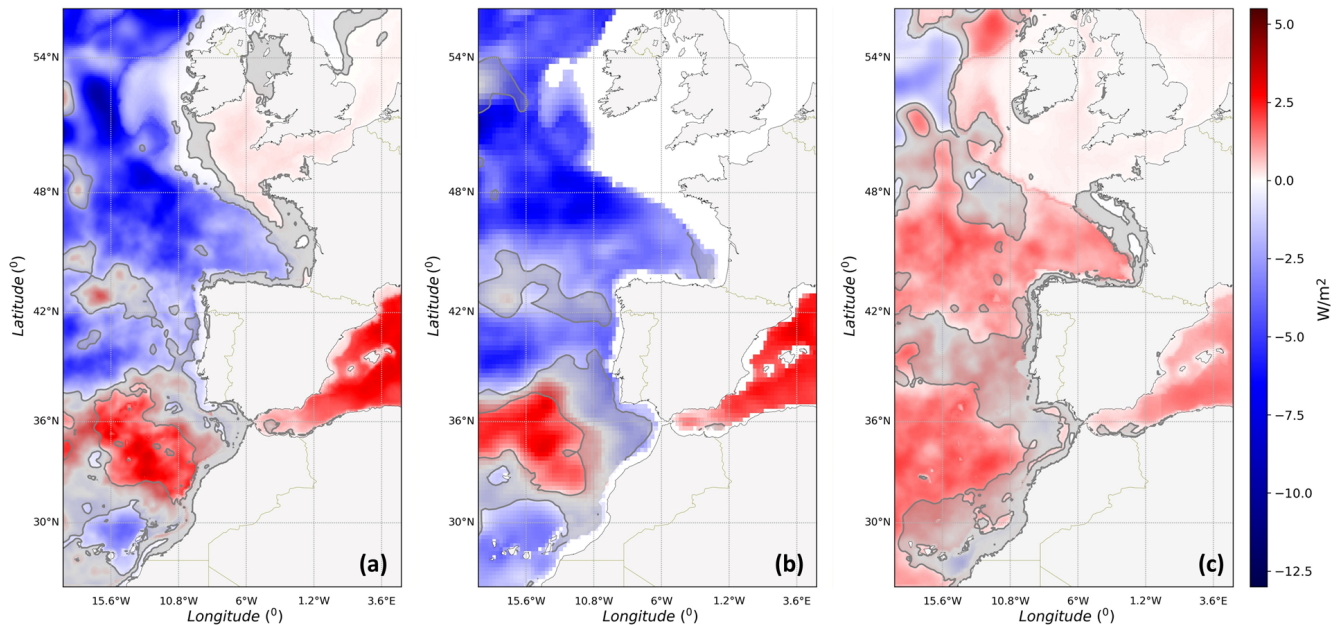 54°N
48°N
42°N
36°N
30°N
Latitude (⁰)
15.6°W 10.8°W 6°W 1.2°W 3.6°E
Longitude (⁰)
(a)
54°N
48°N
42°N
36°N
30°N
Latitude (⁰)
15.6°W 10.8°W 6°W 1.2°W 3.6°E
Longitude (⁰)
(b)
54°N
48°N
42°N
36°N
30°N
Latitude (⁰)
15.6°W 10.8°W 6°W 1.2°W 3.6°E
Longitude (⁰)
(c)
5.0
2.5
0.0
−2.5
−5.0
−7.5
−10.0
−12.5
W/m²